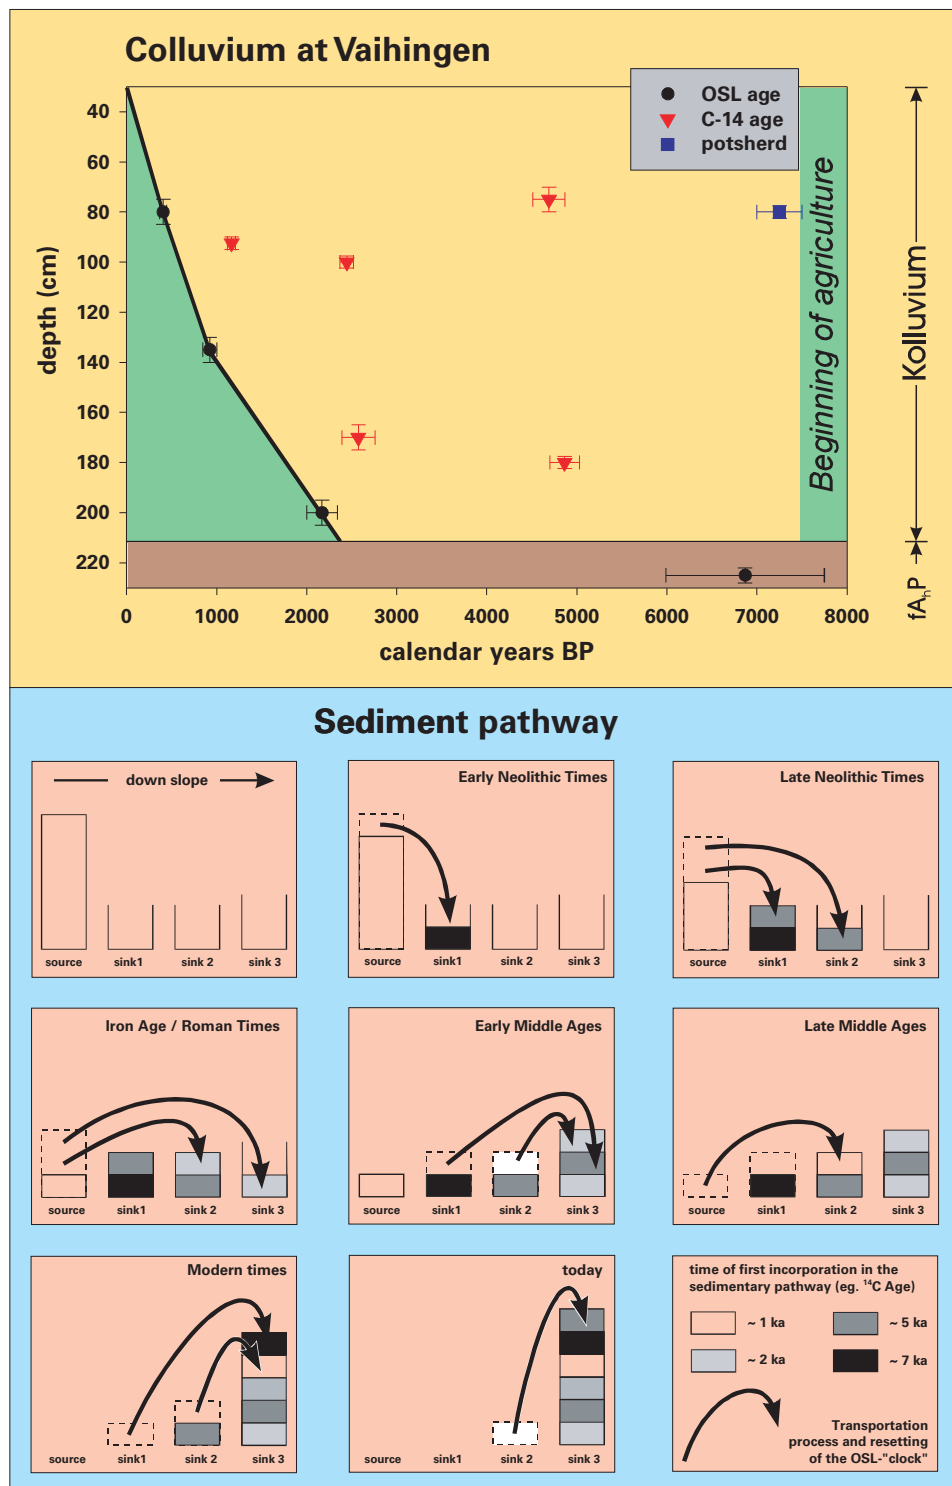 Colluvium at Vaihingen
OSL age
C-14 age
potsherd
40
60
80
100
120
140
160
180
200
220
depth (cm)
Beginning of agriculture
Kolluvium
fAhP
0
1000
2000
3000
4000
5000
6000
7000
8000
calendar years BP
Sediment pathway
down slope
source
sink1
sink 2
sink 3
Early Neolithic Times
source
sink1
sink 2
sink 3
Late Neolithic Times
source
sink1
sink 2
sink 3
Iron Age / Roman Times
source
sink1
sink 2
sink 3
Early Middle Ages
source
sink1
sink 2
sink 3
Late Middle Ages
source
sink1
sink 2
sink 3
Modern times
source
sink1
sink 2
sink 3
today
source
sink1
sink 2
sink 3
time of first incorporation in the
sedimentary pathway (eg. ¹⁴C Age)
~ 1 ka
~ 5 ka
~ 2 ka
~ 7 ka
Transportation
process and resetting
of the OSL-"clock"